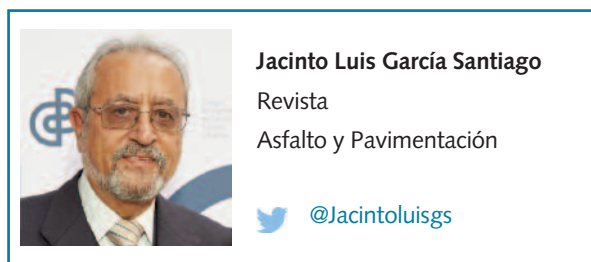 Jacinto Luis García Santiago
Revista
Asfalto y Pavimentación
@Jacintoluisgs